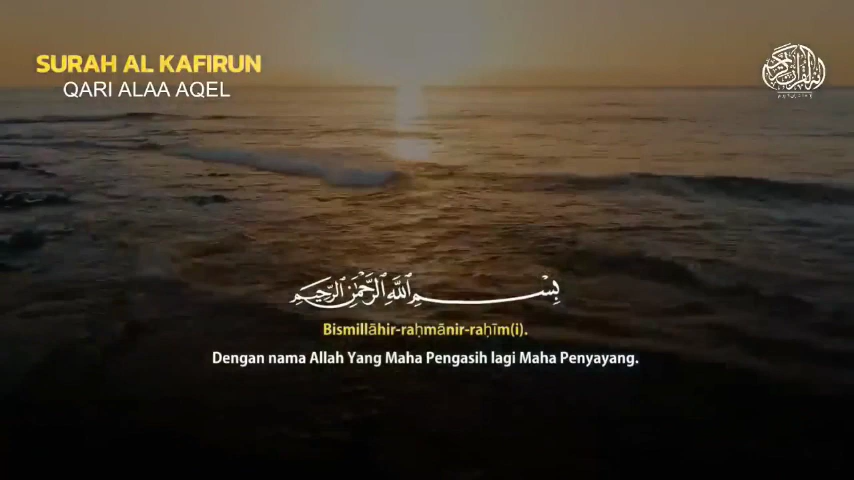 SURAH AL KAFIRUN
QARI ALAA AQEL
بِسْمِ اللَّهِ الرَّحْمَٰنِ الرَّحِيمِ
Bismillāhir-raḥmānir-raḥīm(i).
Dengan nama Allah Yang Maha Pengasih lagi Maha Penyayang.